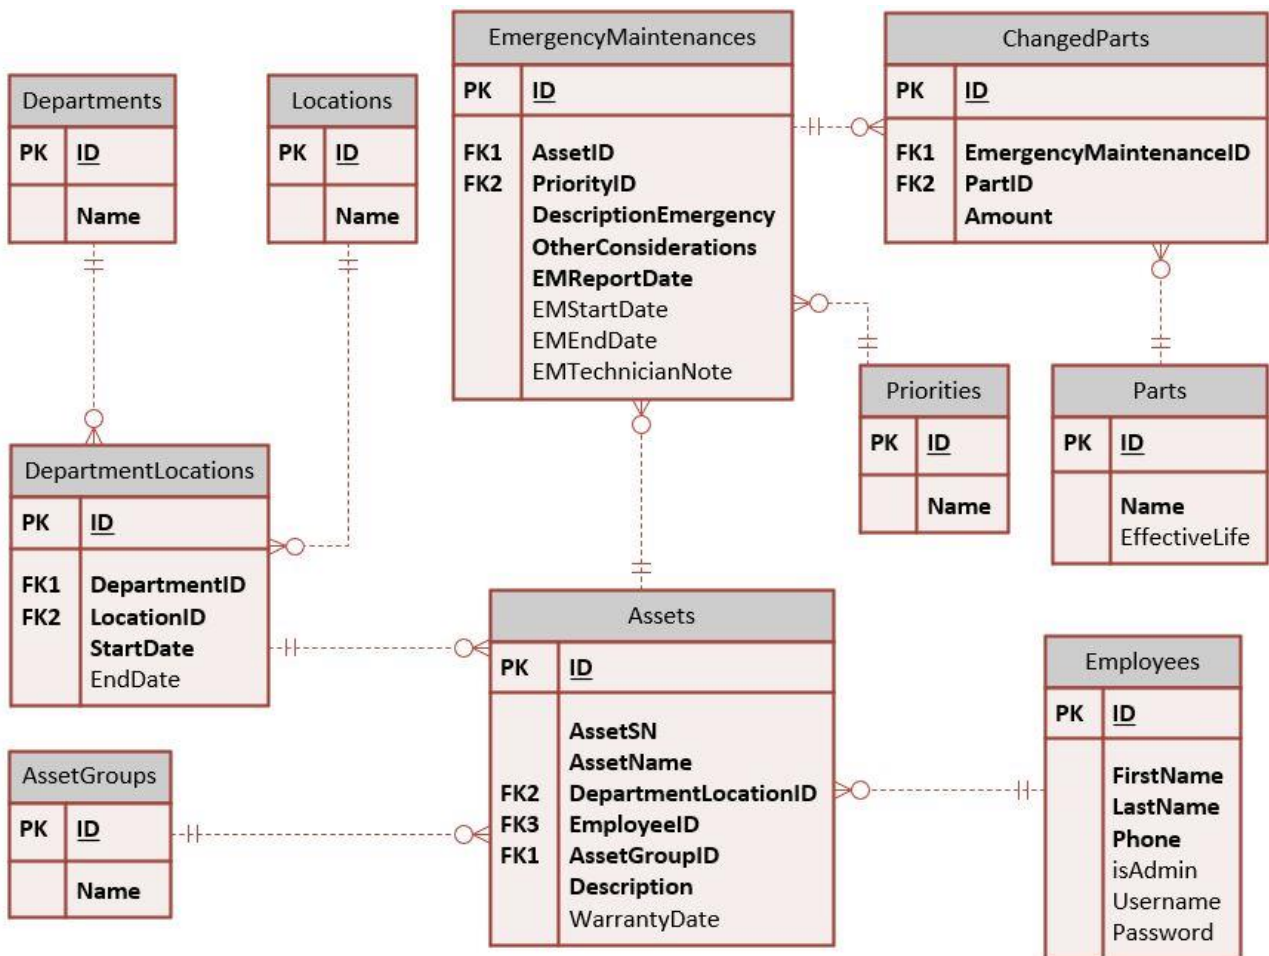 EmergencyMaintenances
PK ID
FK1 AssetID
FK2 PriorityID
DescriptionEmergency
OtherConsiderations
EMReportDate
EMStartDate
EMEndDate
EMTechnicianNote
ChangedParts
PK ID
FK1 EmergencyMaintenanceID
FK2 PartID
Amount
Departments
PK ID
Name
Locations
PK ID
Name
Priorities
PK ID
Name
Parts
PK ID
Name
EffectiveLife
DepartmentLocations
PK ID
FK1 DepartmentID
FK2 LocationID
StartDate
EndDate
Assets
PK ID
AssetSN
AssetName
FK2 DepartmentLocationID
FK3 EmployeeID
FK1 AssetGroupID
Description
WarrantyDate
Employees
PK ID
FirstName
LastName
Phone
isAdmin
Username
Password
AssetGroups
PK ID
Name